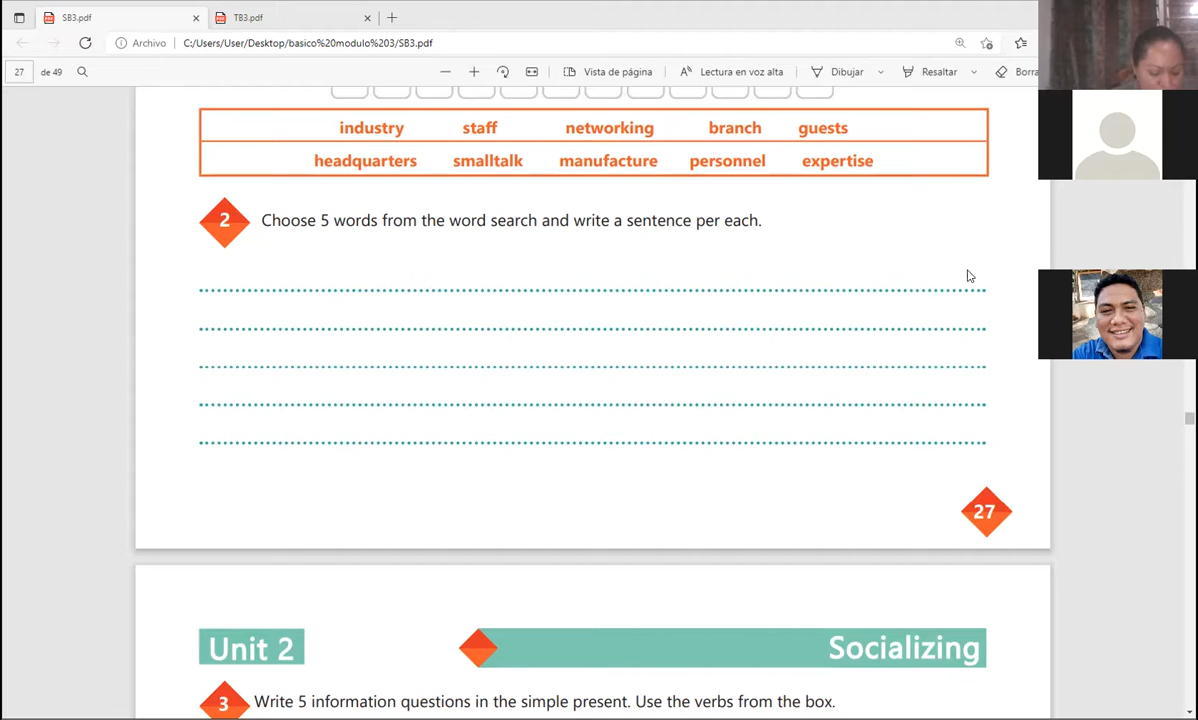 SB3.pdf
TB3.pdf
Archivo
C:/Users/User/Desktop/basico%20modulo%203/SB3.pdf
27 de 49
Vista de página
Lectura en voz alta
Dibujar
Resaltar
Borra
industry staff networking branch guests
headquarters smalltalk manufacture personnel expertise
2 Choose 5 words from the word search and write a sentence per each.
27
Unit 2
Socializing
3 Write 5 information questions in the simple present. Use the verbs from the box.